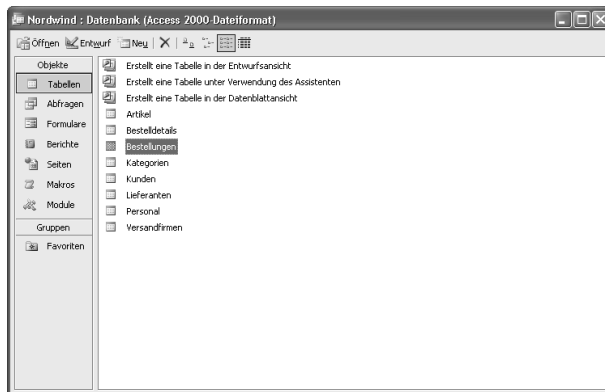 Nordwind : Datenbank (Access 2000-Dateiformat)
Öffnen Entwurf Neu
Objekte
Tabellen
Abfragen
Formulare
Berichte
Seiten
Makros
Module
Gruppen
Favoriten
Erstellt eine Tabelle in der Entwurfsansicht
Erstellt eine Tabelle unter Verwendung des Assistenten
Erstellt eine Tabelle in der Datenblattansicht
Artikel
Bestelldetails
Bestellungen
Kategorien
Kunden
Lieferanten
Personal
Versandfirmen